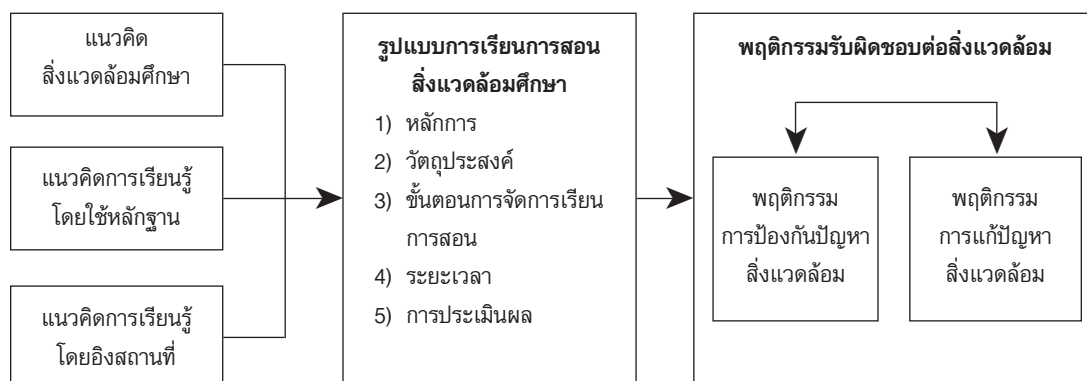 แนวคิด
สิ่งแวดล้อมศึกษา
แนวคิดการเรียนรู้
โดยใช้หลักฐาน
แนวคิดการเรียนรู้
โดยอิงสถานที่
รูปแบบการเรียนการสอน
สิ่งแวดล้อมศึกษา
1) หลักการ
2) วัตถุประสงค์
3) ขั้นตอนการจัดการเรียน
การสอน
4) ระยะเวลา
5) การประเมินผล
พฤติกรรมรับผิดชอบต่อสิ่งแวดล้อม
พฤติกรรม
การป้องกันปัญหา
สิ่งแวดล้อม
พฤติกรรม
การแก้ปัญหา
สิ่งแวดล้อม